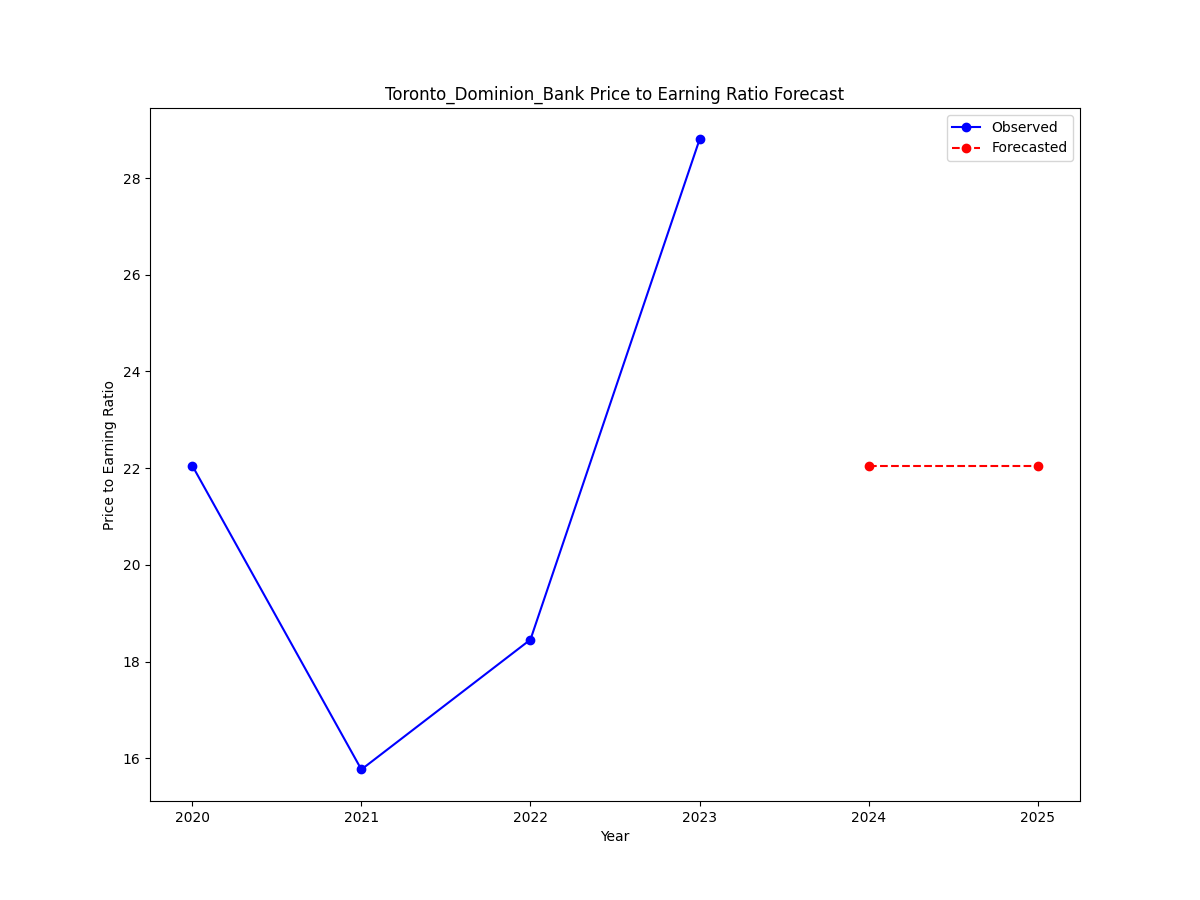 Toronto_Dominion_Bank Price to Earning Ratio Forecast
Observed
Forecasted
Price to Earning Ratio
28
26
24
22
20
18
16
2020 2021 2022 2023 2024 2025
Year